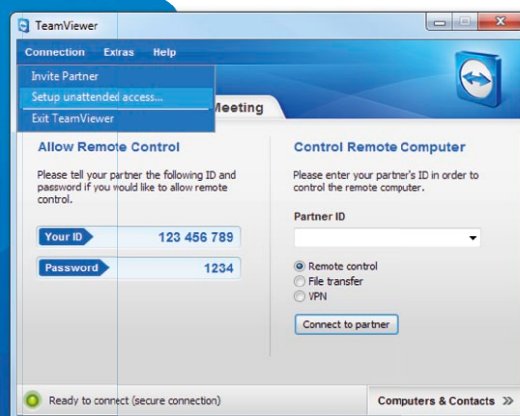 TeamViewer
Connection Extras Help
Invite Partner
Setup unattended access...
Exit TeamViewer
Meeting
Allow Remote Control
Please tell your partner the following ID and
password if you would like to allow remote
control.
Your ID 123 456 789
Password 1234
Control Remote Computer
Please enter your partner's ID in order to
control the remote computer.
Partner ID
Remote control
File transfer
VPN
Connect to partner
Ready to connect (secure connection)
Computers & Contacts